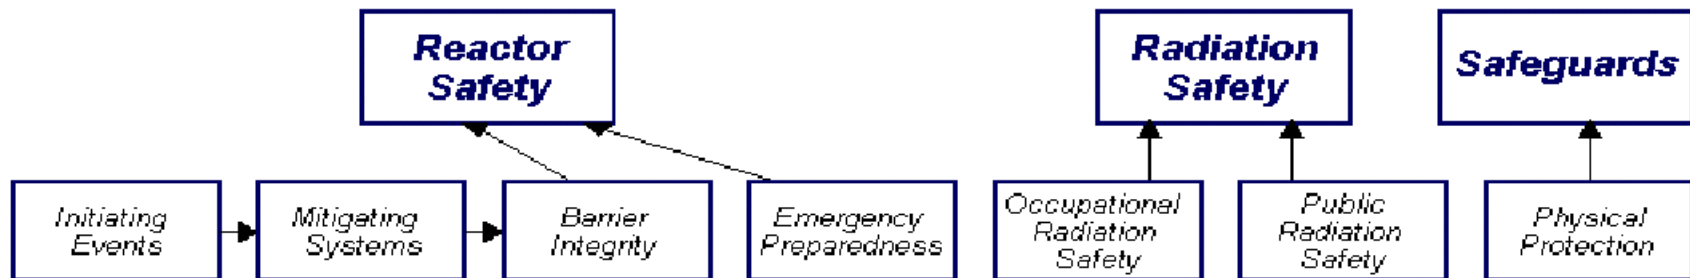 Reactor
Safety
Radiation
Safety
Safeguards
Initiating
Events
Mitigating
Systems
Barrier
Integrity
Emergency
Preparedness
Occupational
Radiation
Safety
Public
Radiation
Safety
Physical
Protection